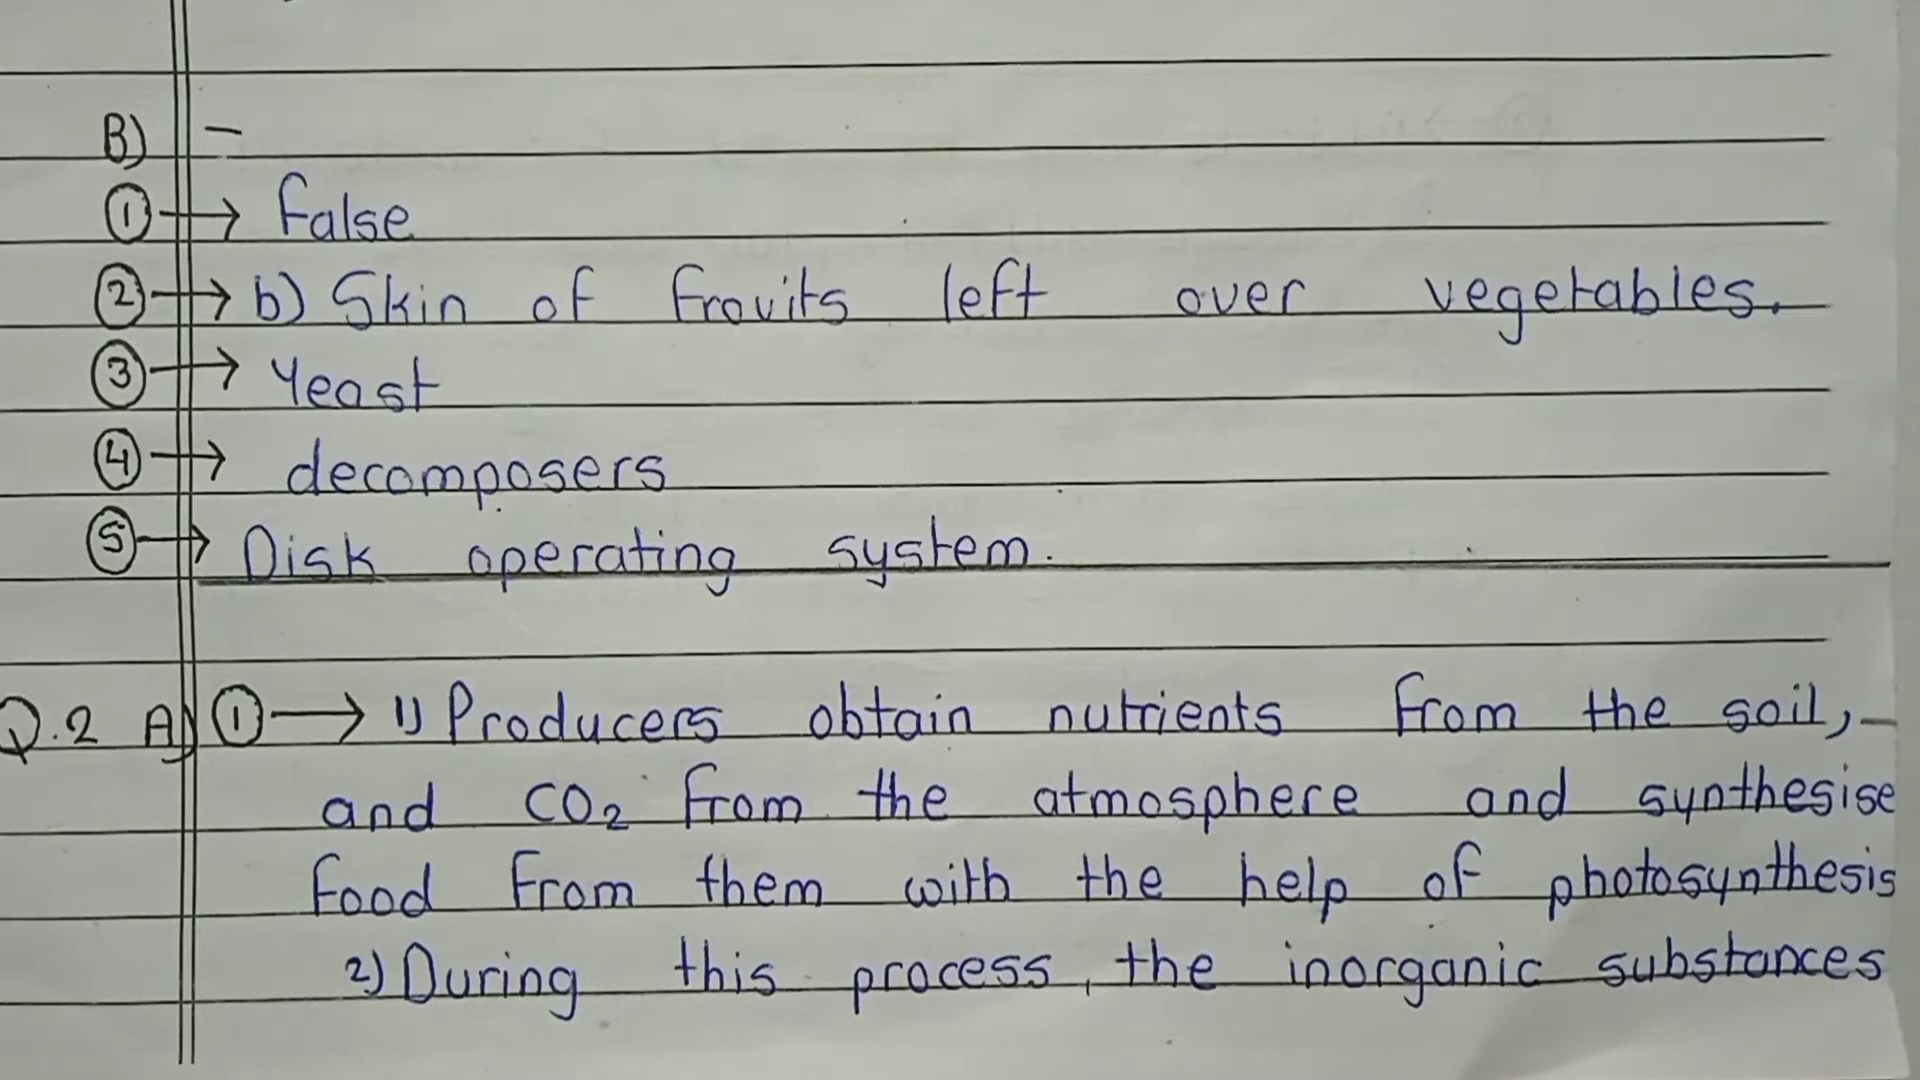 B) –
① → False
② → b) Skin of frouits left over vegetables.
③ → Yeast
④ → decomposers
⑤ → Disk operating system.
Q.2 A) ① → 1) Producers obtain nutrients from the soil,
and CO₂ from the atmosphere and synthesise
food from them with the help of photosynthesis
2) During this process, the inorganic substances